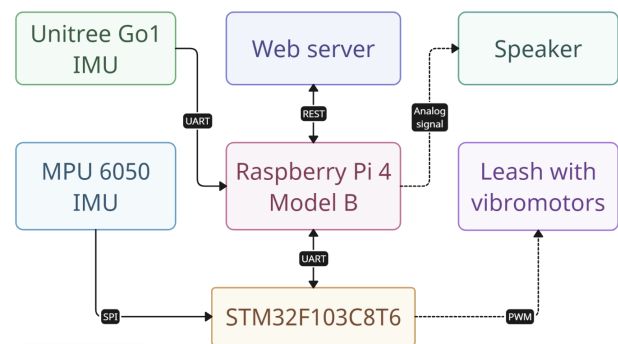 Unitree Go1
IMU
Web server
Speaker
UART
REST
Analog
signal
MPU 6050
IMU
Raspberry Pi 4
Model B
Leash with
vibromotors
UART
SPI
STM32F103C8T6
PWM